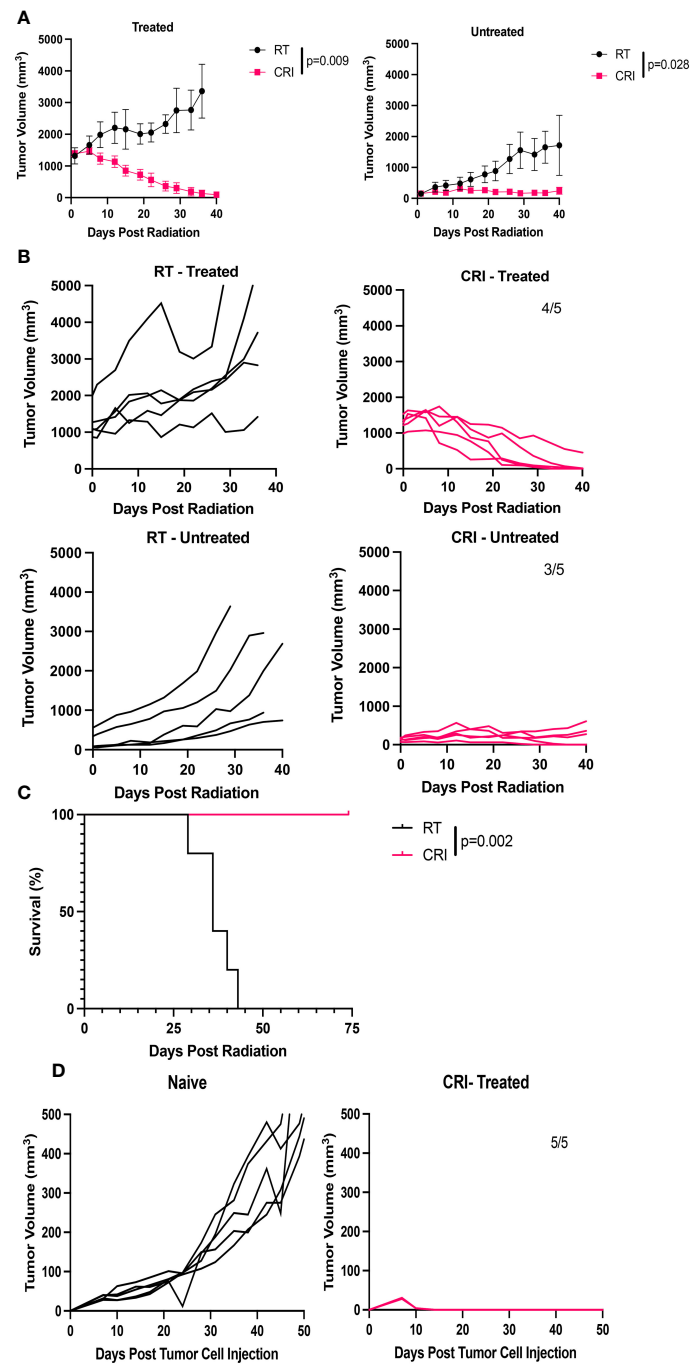 A
Treated
5000
4000
3000
2000
1000
0
0
10
20
30
40
Tumor Volume (mm3)
Days Post Radiation
RT
CRI
p=0.009
Untreated
5000
4000
3000
2000
1000
0
0
10
20
30
40
Tumor Volume (mm3)
Days Post Radiation
RT
CRI
p=0.028
B
RT - Treated
5000
4000
3000
2000
1000
0
0
10
20
30
40
Tumor Volume (mm3)
Days Post Radiation
CRI - Treated
4/5
5000
4000
3000
2000
1000
0
0
10
20
30
40
Tumor Volume (mm3)
Days Post Radiation
RT - Untreated
5000
4000
3000
2000
1000
0
0
10
20
30
40
Tumor Volume (mm3)
Days Post Radiation
CRI - Untreated
3/5
5000
4000
3000
2000
1000
0
0
10
20
30
40
Tumor Volume (mm3)
Days Post Radiation
C
100
50
0
0
25
50
75
Survival (%)
Days Post Radiation
RT
CRI
p=0.002
D
Naive
500
400
300
200
100
0
0
10
20
30
40
50
Tumor Volume (mm3)
Days Post Tumor Cell Injection
CRI- Treated
5/5
500
400
300
200
100
0
0
10
20
30
40
50
Tumor Volume (mm3)
Days Post Tumor Cell Injection